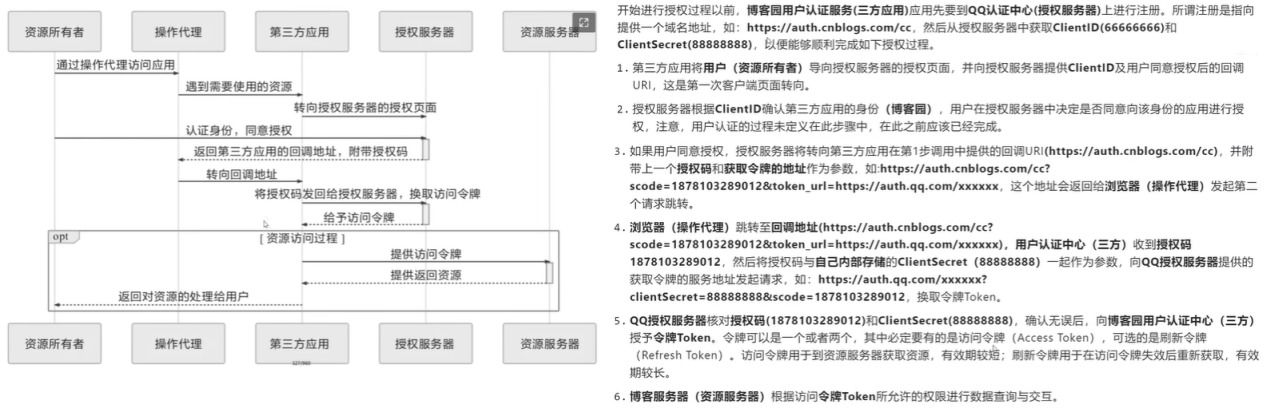 资源所有者
操作代理
第三方应用
授权服务器
资源服务器
通过操作代理访问应用
遇到需要使用的资源
转向授权服务器的授权页面
认证身份，同意授权
返回第三方应用的回调地址，附带授权码
转向回调地址
将授权码发回给授权服务器，换取访问令牌
给予访问令牌
opt
[ 资源访问过程 ]
提供访问令牌
提供返回资源
返回对资源的处理给用户
资源所有者
操作代理
第三方应用
授权服务器
资源服务器
开始进行授权过程以前，博客园用户认证服务(三方应用)应用先要到QQ认证中心(授权服务器)上进行注册。所谓注册是指向
提供一个域名地址，如：https://auth.cnblogs.com/cc，然后从授权服务器中获取ClientID(66666666)和
ClientSecret(88888888)，以便能够顺利完成如下授权过程。
1. 第三方应用将用户（资源所有者）导向授权服务器的授权页面，并向授权服务器提供ClientID及用户同意授权后的回调
URI，这是第一次客户端页面转向。
2. 授权服务器根据ClientID确认第三方应用的身份（博客园），用户在授权服务器中决定是否同意向该身份的应用进行授
权，注意，用户认证的过程未定义在此步骤中，在此之前应该已经完成。
3. 如果用户同意授权，授权服务器将转向第三方应用在第1步调用中提供的回调URI(https://auth.cnblogs.com/cc)，并附
带上一个授权码和获取令牌的地址作为参数，如:https://auth.cnblogs.com/cc?
scode=1878103289012&token_url=https://auth.qq.com/xxxxxx，这个地址会返回给浏览器（操作代理）发起第二
个请求跳转。
4. 浏览器（操作代理）跳转至回调地址(https://auth.cnblogs.com/cc?
scode=1878103289012&token_url=https://auth.qq.com/xxxxxx)，用户认证中心（三方）收到授权码
1878103289012，然后将授权码与自己内部存储的ClientSecret（88888888）一起作为参数，向QQ授权服务器提供的
获取令牌的服务地址发起请求，如：https://auth.qq.com/xxxxxx?
clientSecret=88888888&scode=1878103289012，换取令牌Token。
5. QQ授权服务器核对授权码(1878103289012)和ClientSecret(88888888)，确认无误后，向博客园用户认证中心（三方）
授予令牌Token。令牌可以是一个或者两个，其中必定要有的是访问令牌（Access Token），可选的是刷新令牌
（Refresh Token）。访问令牌用于到资源服务器获取资源，有效期较短；刷新令牌用于在访问令牌失效后重新获取，有效
期较长。
6. 博客服务器（资源服务器）根据访问令牌Token所允许的权限进行数据查询与交互。